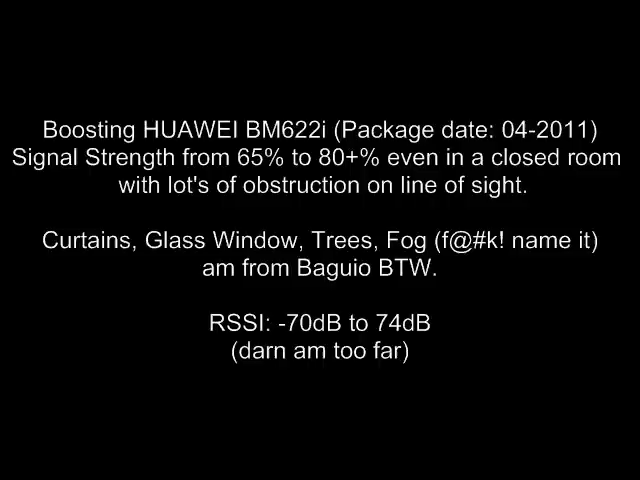 Boosting HUAWEI BM622i (Package date: 04-2011)
Signal Strength from 65% to 80+% even in a closed room
with lot's of obstruction on line of sight.
Curtains, Glass Window, Trees, Fog (f@#k! name it)
am from Baguio BTW.
RSSI: -70dB to 74dB
(darn am too far)